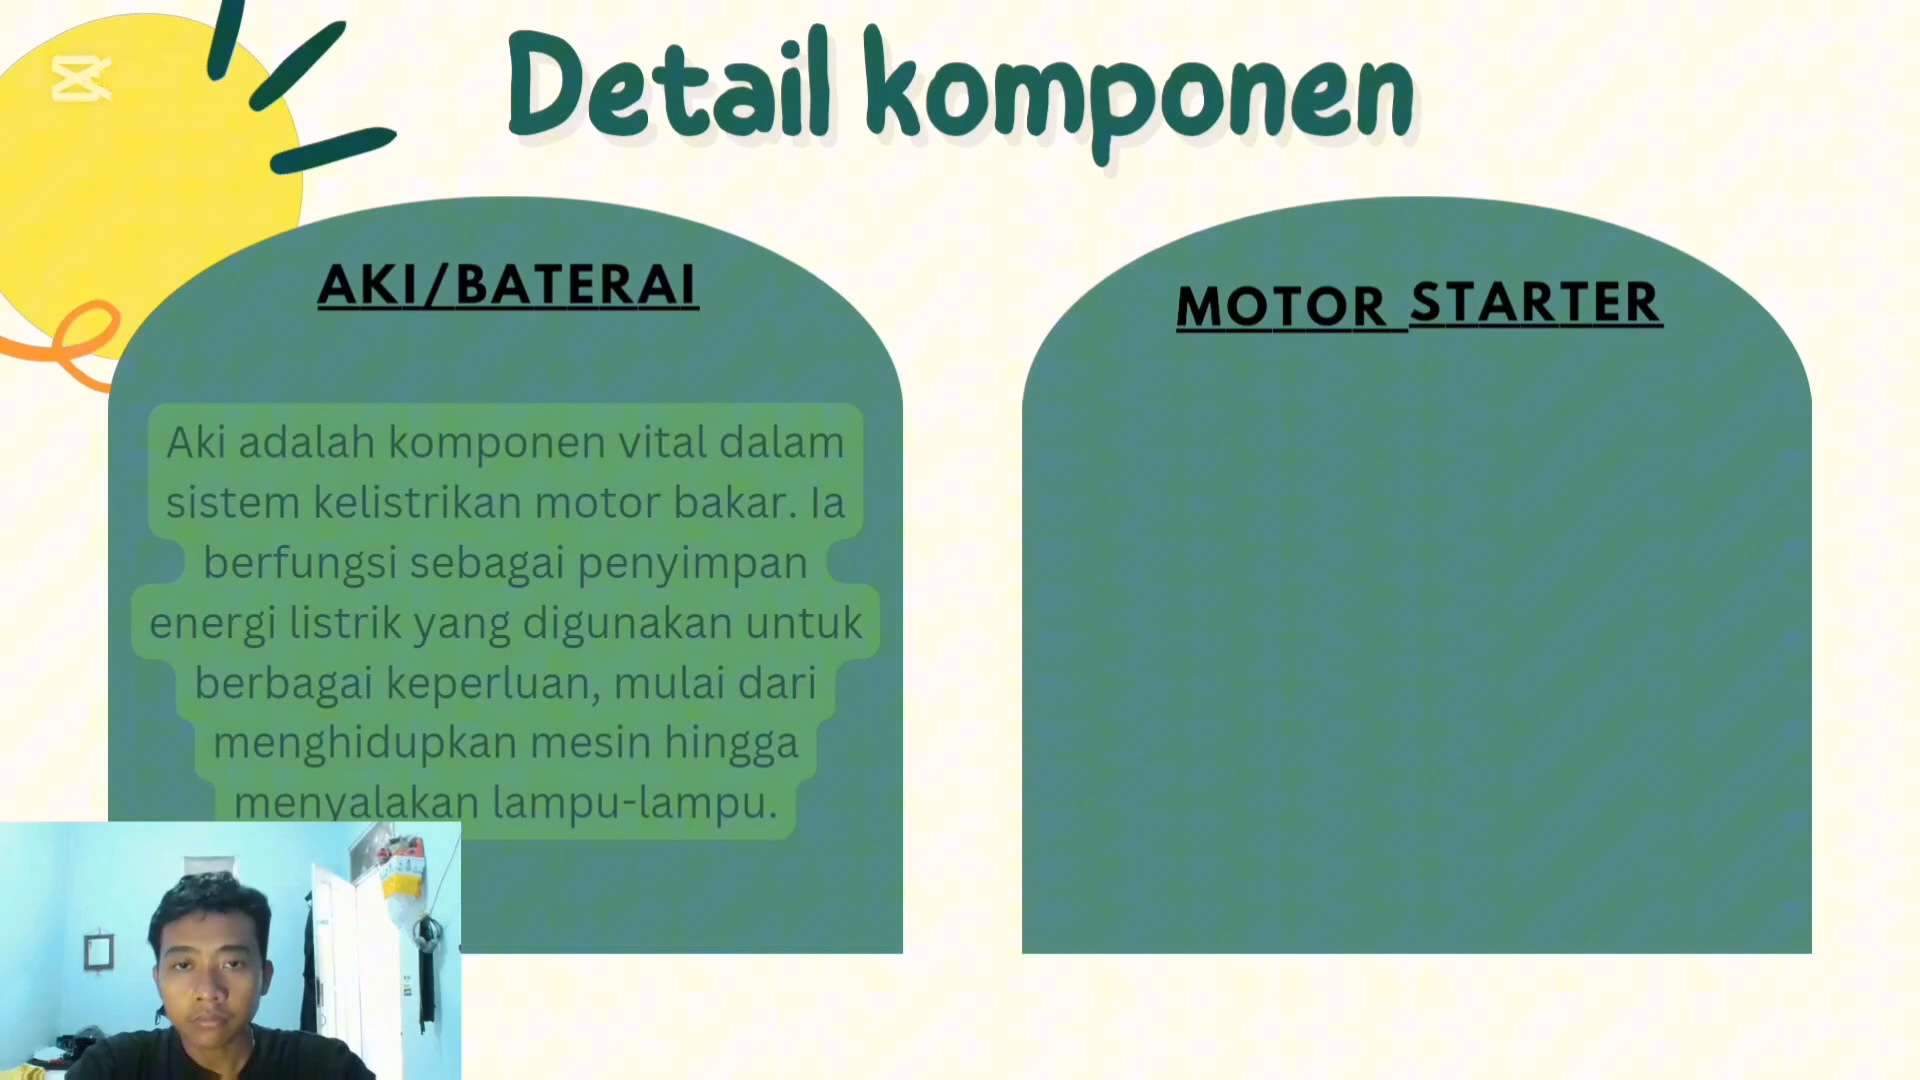 Detail komponen
AKI/BATERAI
Aki adalah komponen vital dalam
sistem kelistrikan motor bakar. Ia
berfungsi sebagai penyimpan
energi listrik yang digunakan untuk
berbagai keperluan, mulai dari
menghidupkan mesin hingga
menyalakan lampu-lampu.
MOTOR STARTER